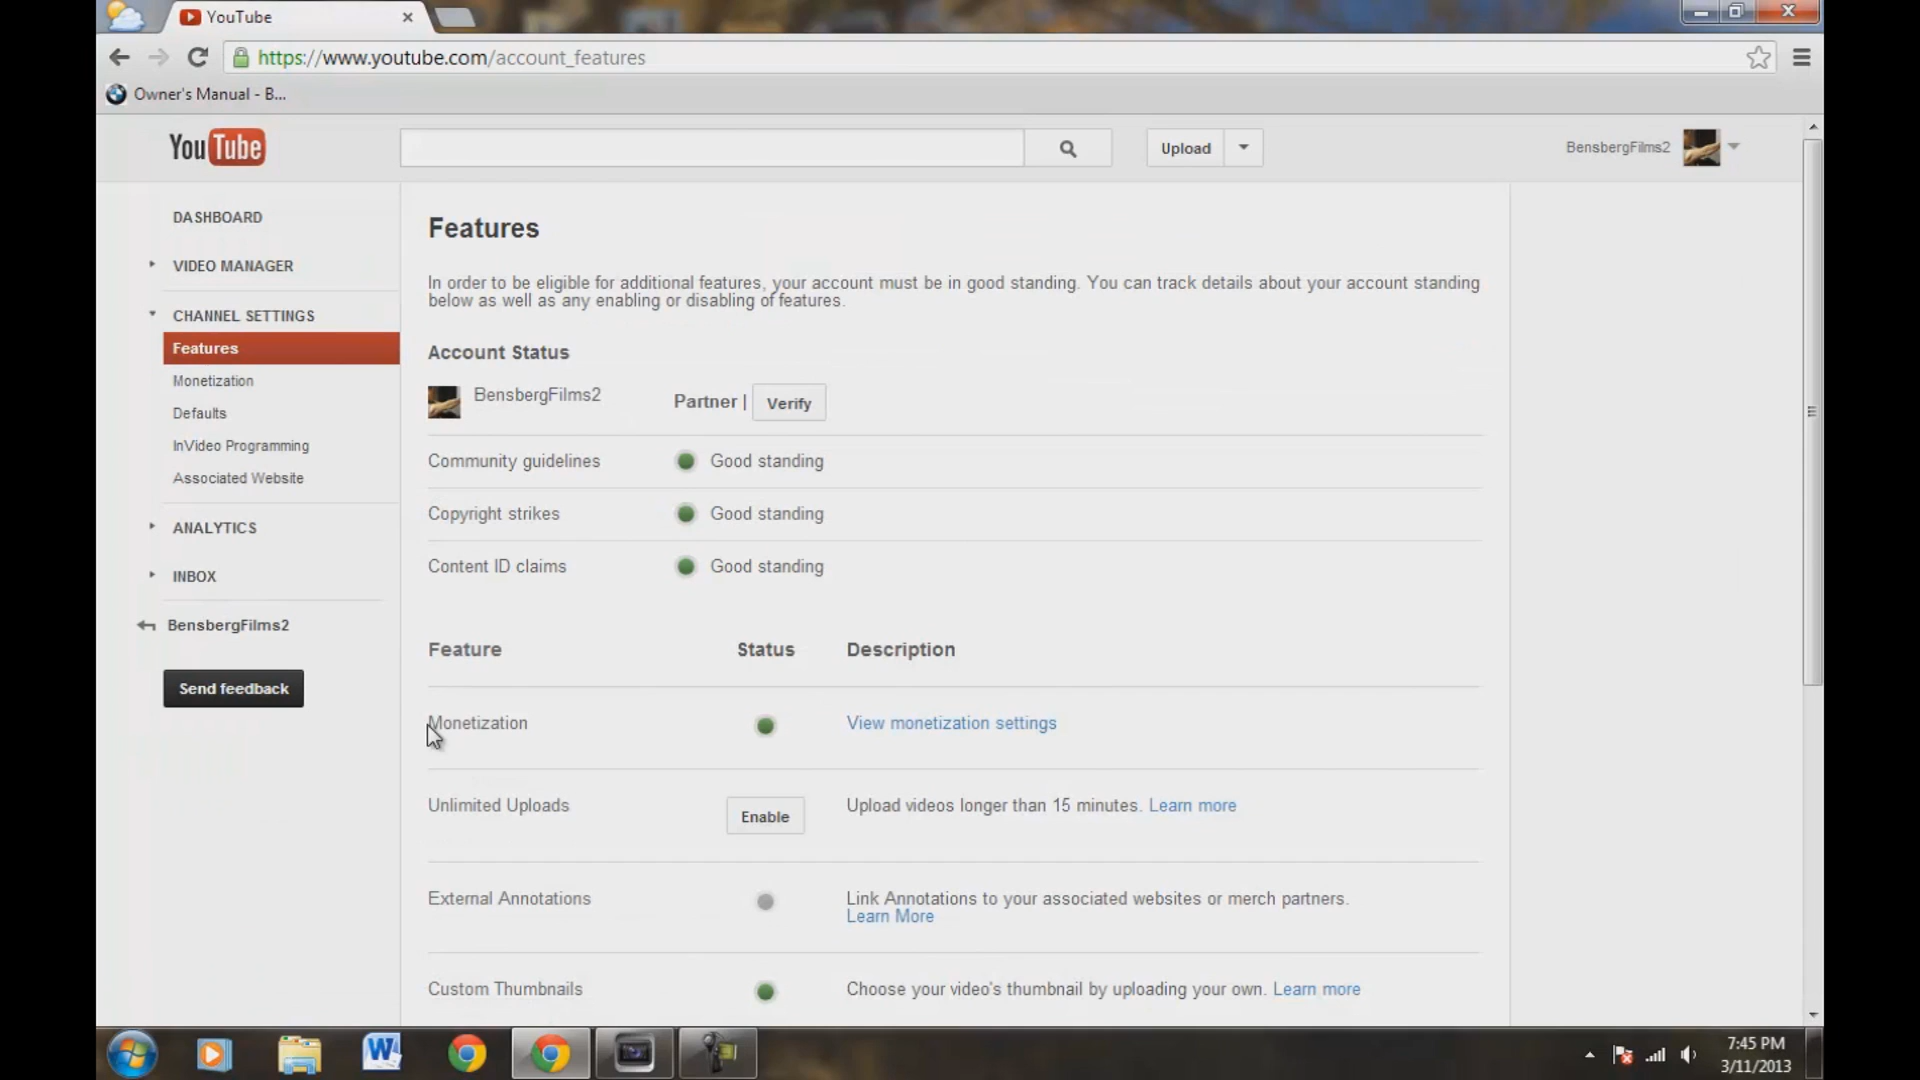 YouTube
https://www.youtube.com/account_features
Owner's Manual - B...
YouTube
Upload
BensbergFilms2
DASHBOARD
VIDEO MANAGER
CHANNEL SETTINGS
Features
Monetization
Defaults
InVideo Programming
Associated Website
ANALYTICS
INBOX
BensbergFilms2
Send feedback
Features
In order to be eligible for additional features, your account must be in good standing. You can track details about your account standing
below as well as any enabling or disabling of features.
Account Status
BensbergFilms2 Partner | Verify
Community guidelines Good standing
Copyright strikes Good standing
Content ID claims Good standing
Feature Status Description
Monetization View monetization settings
Unlimited Uploads Enable Upload videos longer than 15 minutes. Learn more
External Annotations Link Annotations to your associated websites or merch partners.
Learn More
Custom Thumbnails Choose your video's thumbnail by uploading your own. Learn more
7:45 PM
3/11/2013